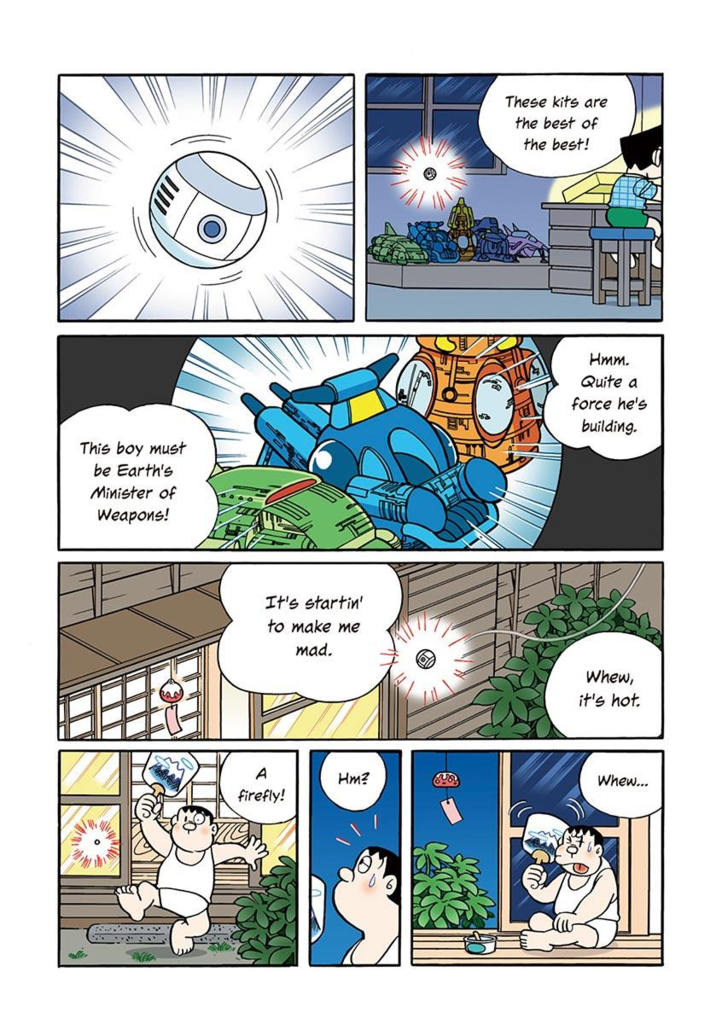 These kits are
the best of
the best!
Hmm.
Quite a
force he's
building.
This boy must
be Earth's
Minister of
Weapons!
Whew,
it's hot.
It's startin'
to make me
mad.
Whew...
Hm?
A
firefly!